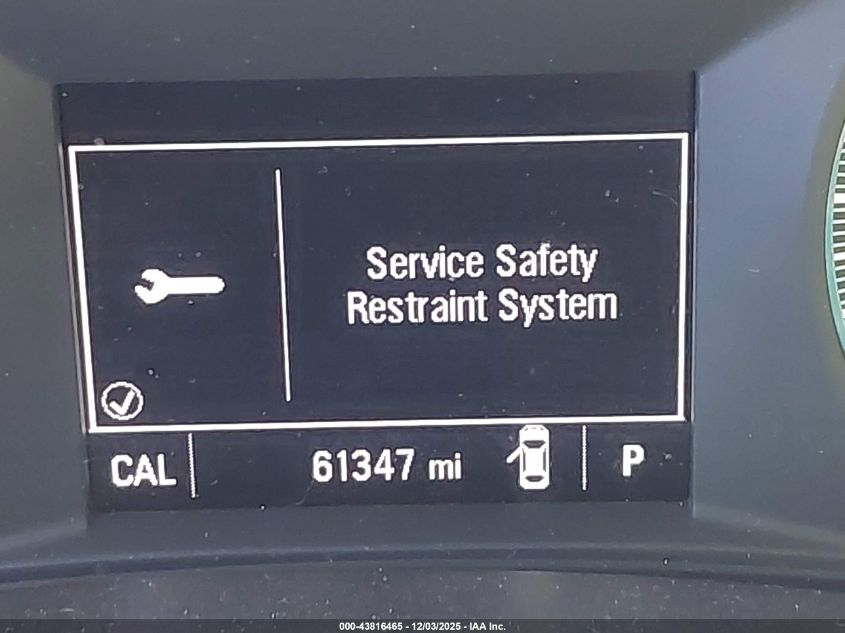 Service Safety
Restraint System
CAL
61347 mi
P
000-43816465 - 12/03/2025 - IAA Inc.